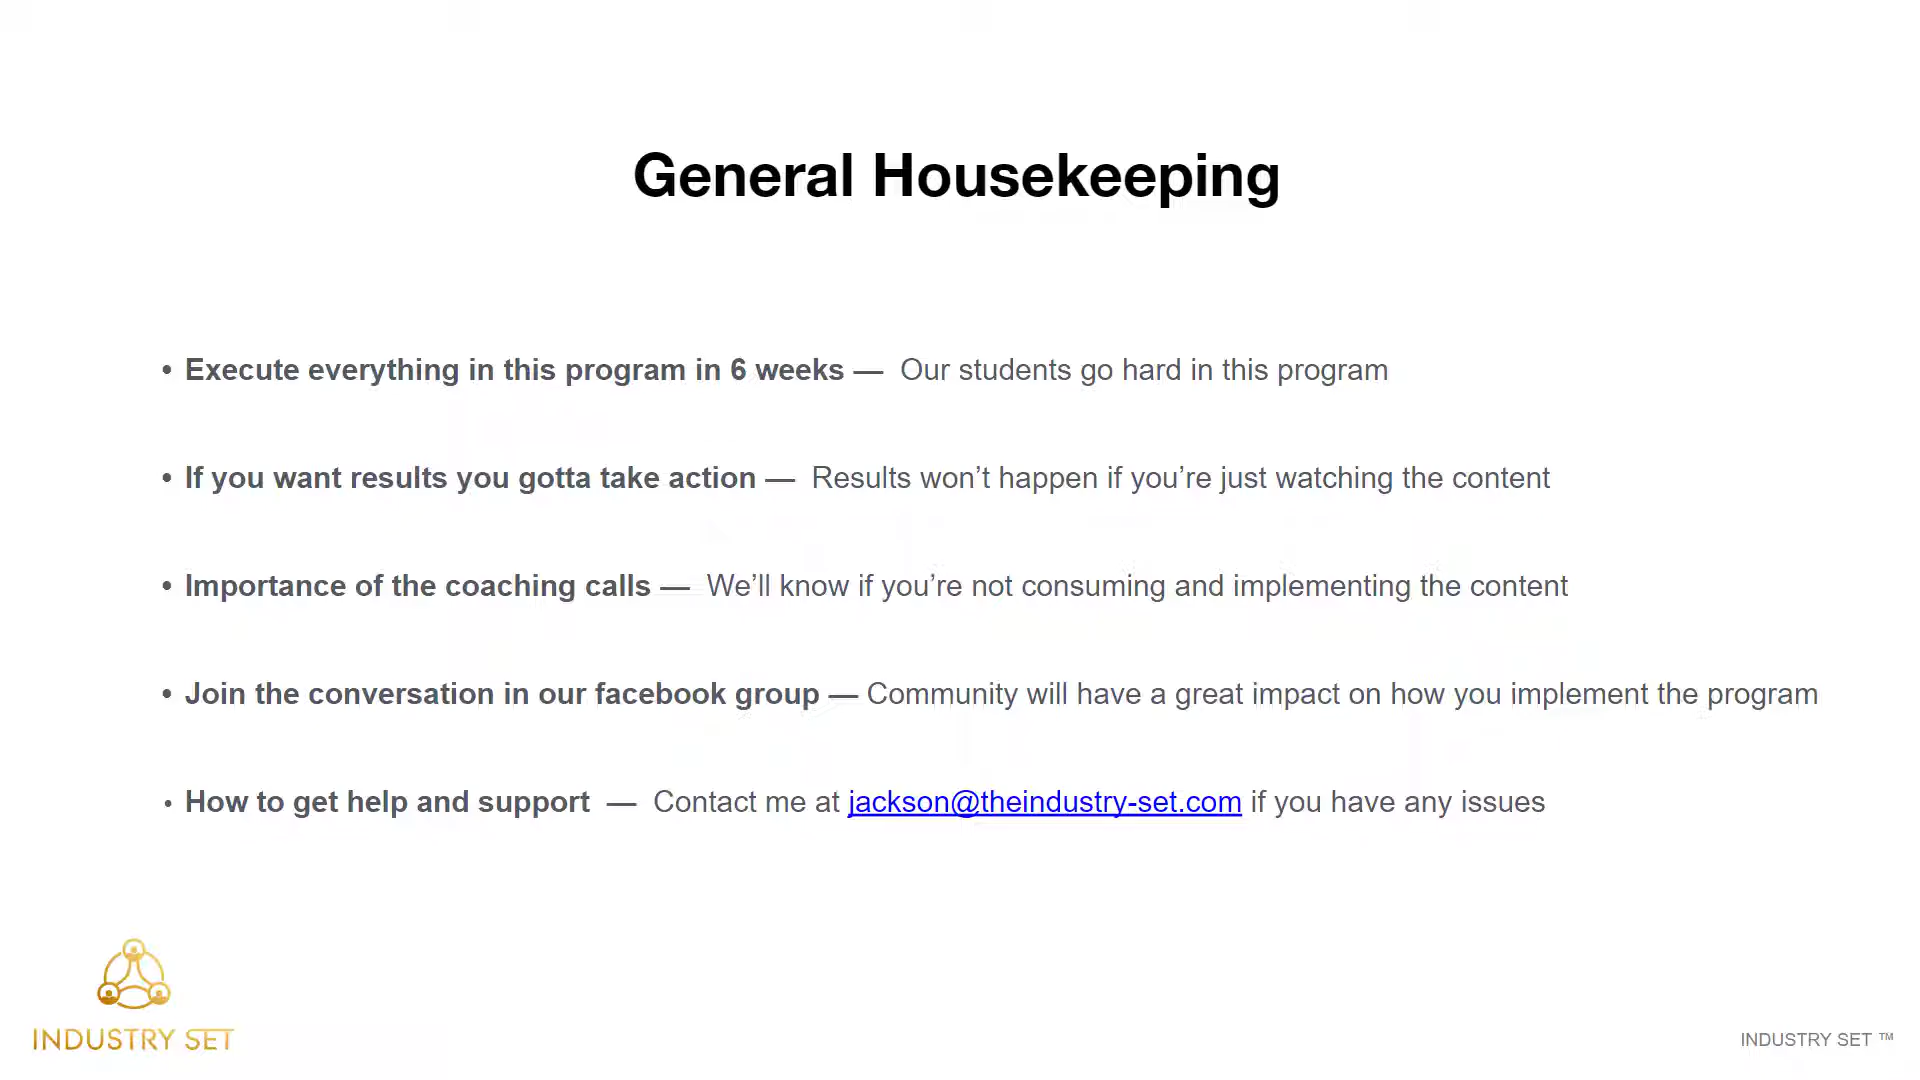 General Housekeeping
• Execute everything in this program in 6 weeks — Our students go hard in this program
• If you want results you gotta take action — Results won’t happen if you’re just watching the content
• Importance of the coaching calls — We’ll know if you’re not consuming and implementing the content
• Join the conversation in our facebook group — Community will have a great impact on how you implement the program
• How to get help and support — Contact me at jackson@theindustry-set.com if you have any issues
INDUSTRY SET
INDUSTRY SET ™